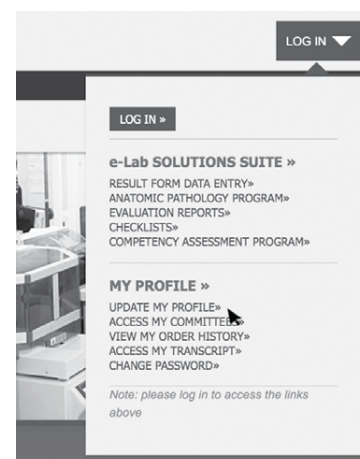 LOG IN
LOG IN »
e-Lab SOLUTIONS SUITE »
RESULT FORM DATA ENTRY»
ANATOMIC PATHOLOGY PROGRAM»
EVALUATION REPORTS»
CHECKLISTS»
COMPETENCY ASSESSMENT PROGRAM»
MY PROFILE »
UPDATE MY PROFILE»
ACCESS MY COMMITTEES»
VIEW MY ORDER HISTORY»
ACCESS MY TRANSCRIPT»
CHANGE PASSWORD»
Note: please log in to access the links
above